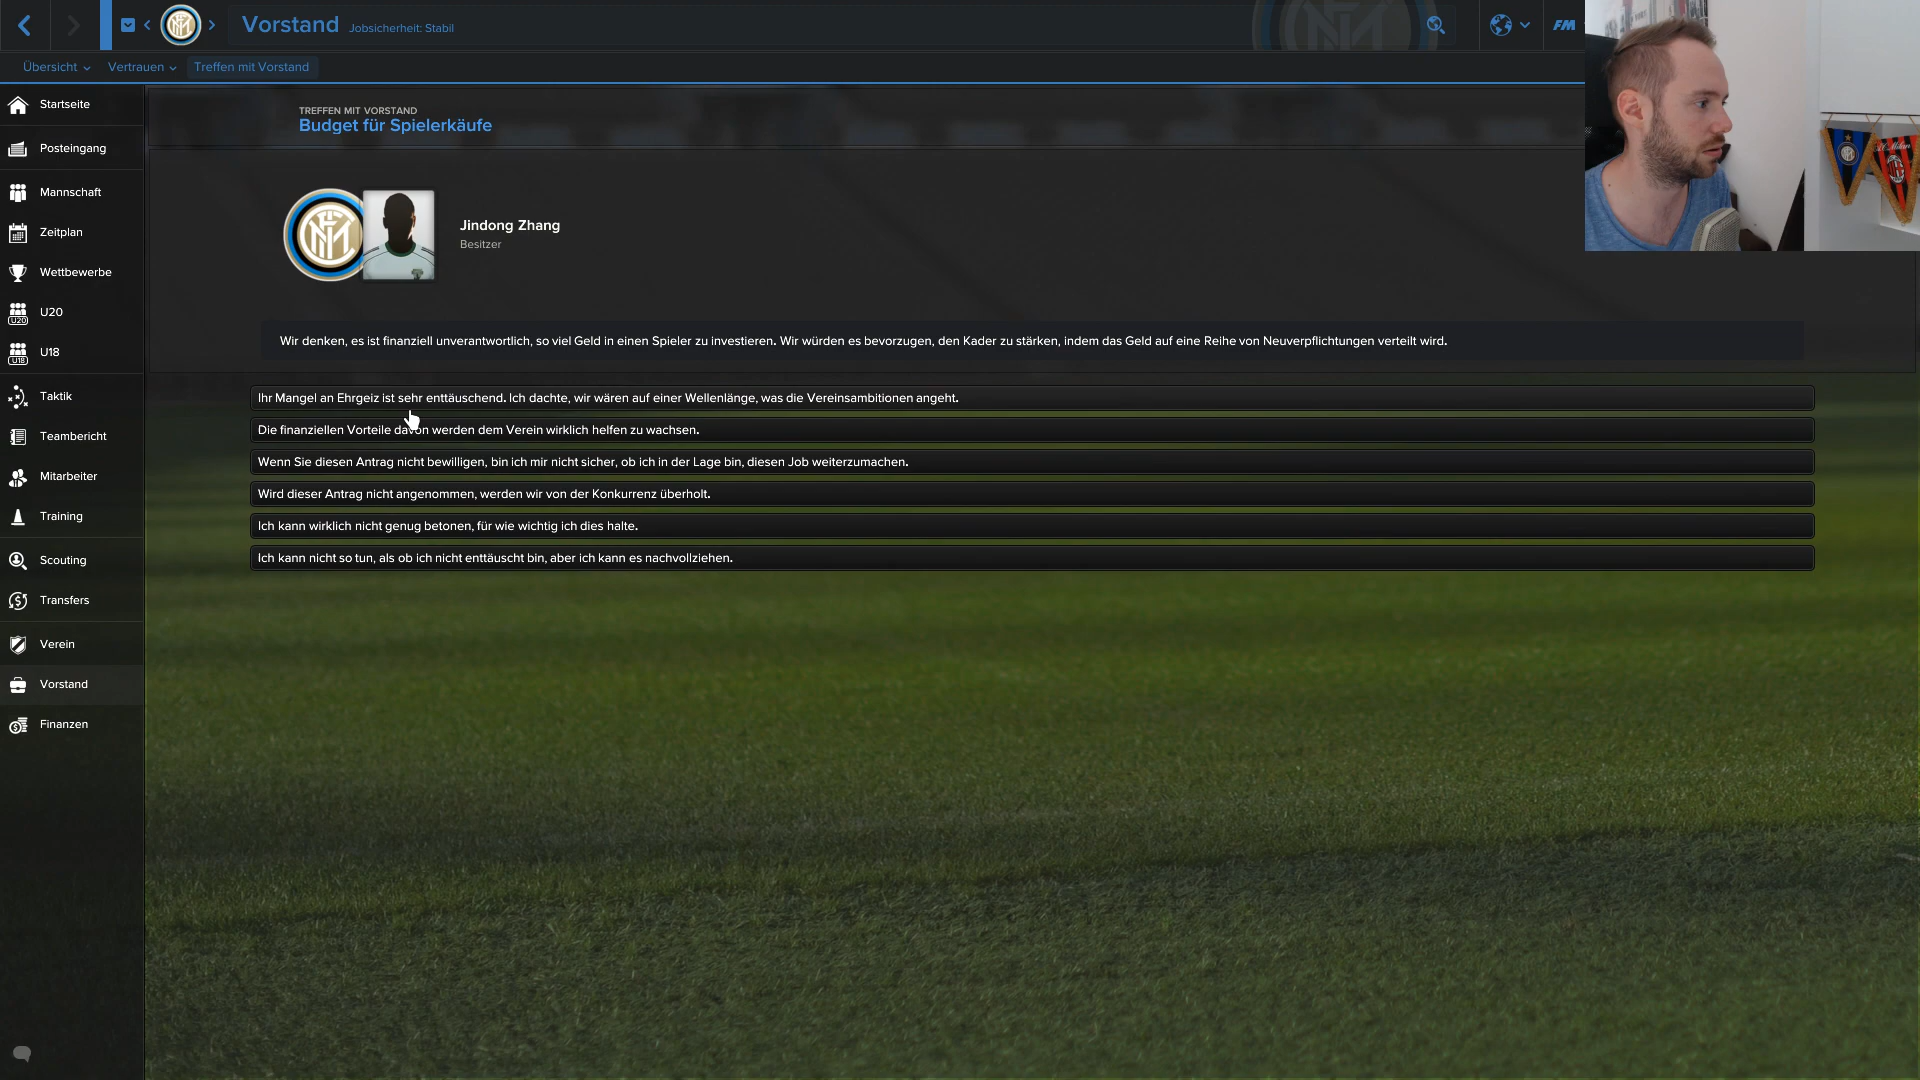 Vorstand Jobsicherheit: Stabil
FM
Übersicht Vertrauen Treffen mit Vorstand
Startseite
Posteingang
Mannschaft
Zeitplan
Wettbewerbe
U20
U18
Taktik
Teambericht
Mitarbeiter
Training
Scouting
Transfers
Verein
Vorstand
Finanzen
TREFFEN MIT VORSTAND
Budget für Spielerkäufe
Jindong Zhang
Besitzer
Wir denken, es ist finanziell unverantwortlich, so viel Geld in einen Spieler zu investieren. Wir würden es bevorzugen, den Kader zu stärken, indem das Geld auf eine Reihe von Neuverpflichtungen verteilt wird.
Ihr Mangel an Ehrgeiz ist sehr enttäuschend. Ich dachte, wir wären auf einer Wellenlänge, was die Vereinsambitionen angeht.
Die finanziellen Vorteile davon werden dem Verein wirklich helfen zu wachsen.
Wenn Sie diesen Antrag nicht bewilligen, bin ich mir nicht sicher, ob ich in der Lage bin, diesen Job weiterzumachen.
Wird dieser Antrag nicht angenommen, werden wir von der Konkurrenz überholt.
Ich kann wirklich nicht genug betonen, für wie wichtig ich dies halte.
Ich kann nicht so tun, als ob ich nicht enttäuscht bin, aber ich kann es nachvollziehen.